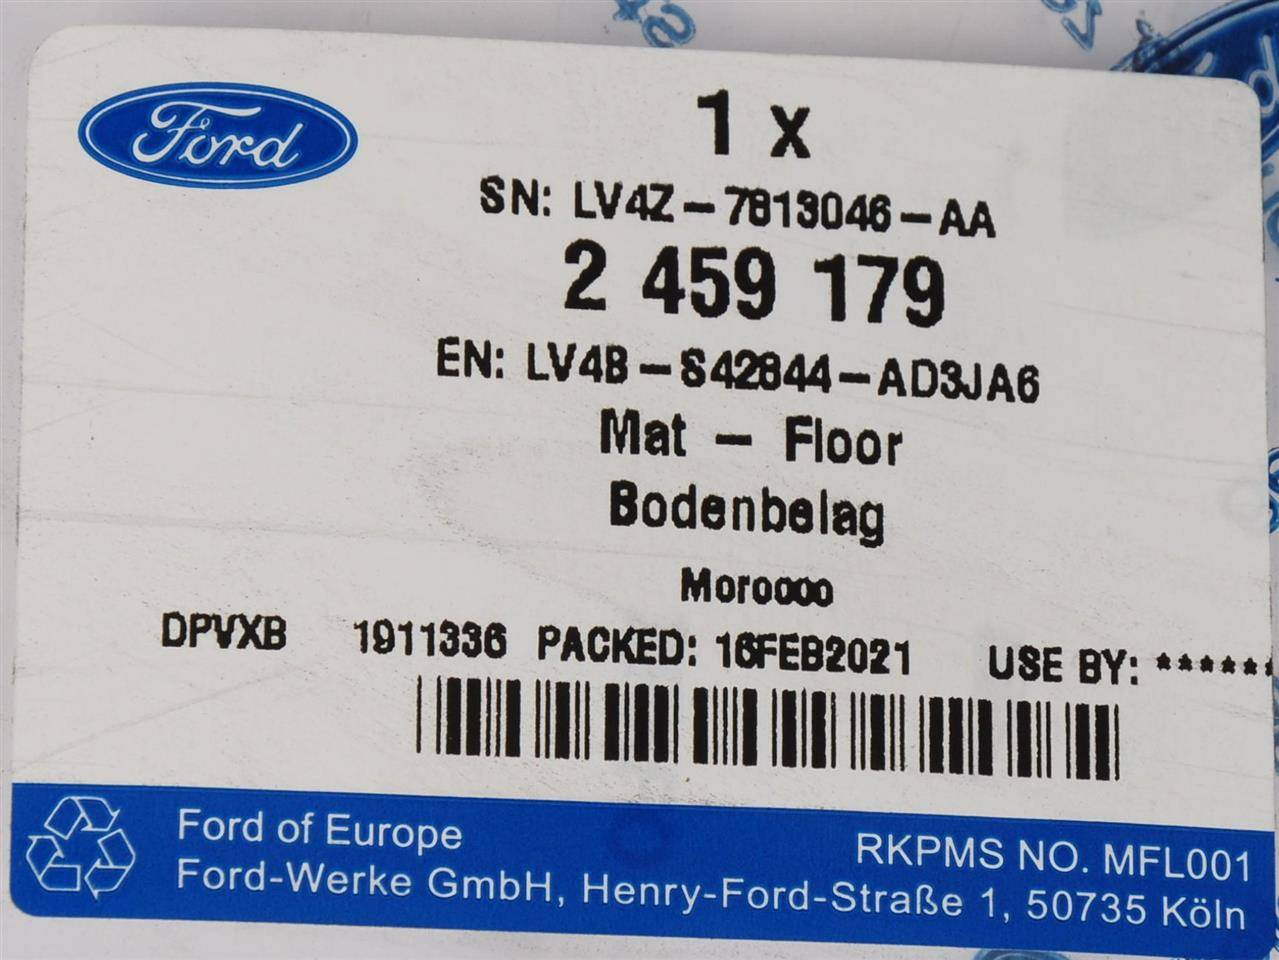 Ford
1 x
SN: LV4Z-7813046-AA
2 459 179
EN: LV4B-S42844-AD3JA6
Mat - Floor
Bodenbelag
Morocco
DPVXB 1911336 PACKED: 16FEB2021 USE BY: ******
Ford of Europe
RKPMS NO. MFL001
Ford-Werke GmbH, Henry-Ford-Straße 1, 50735 Köln